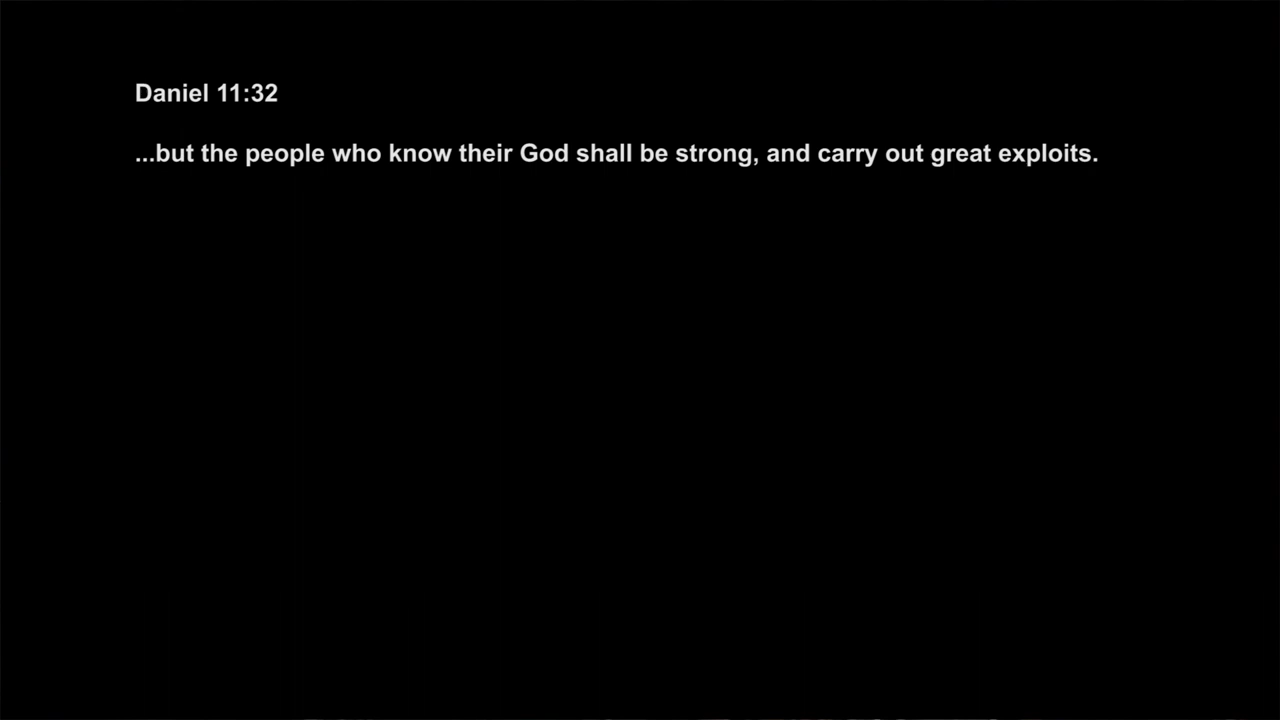 Daniel 11:32
...but the people who know their God shall be strong, and carry out great exploits.